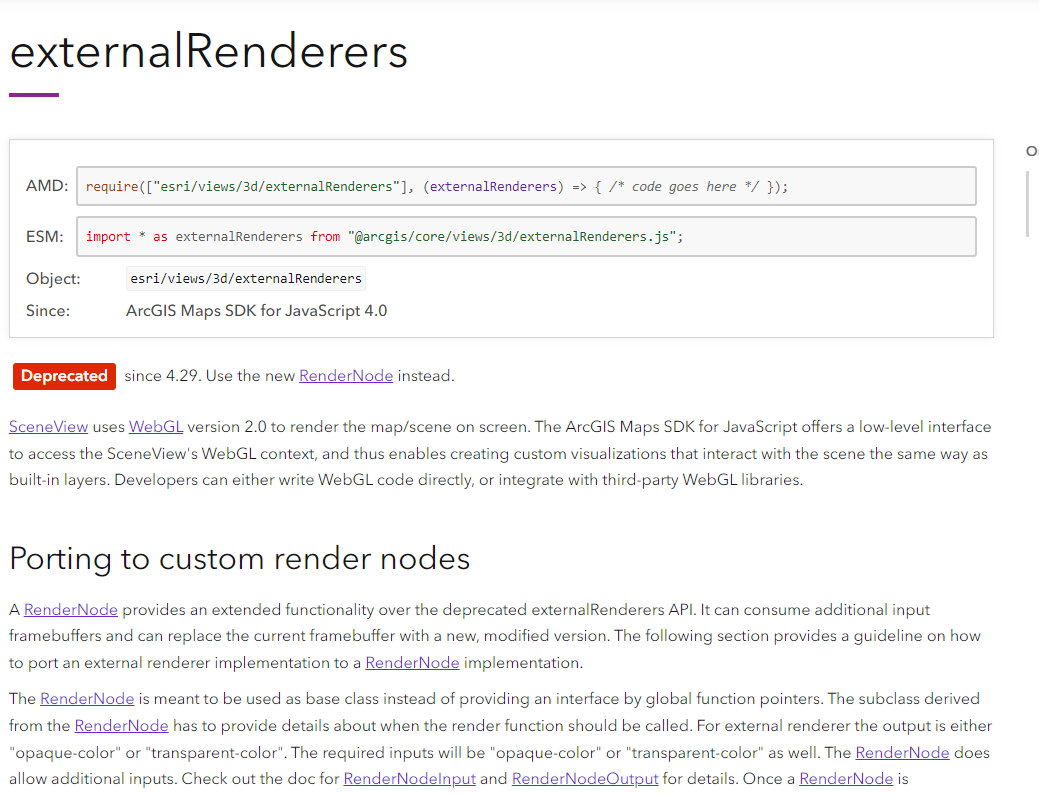 externalRenderers
O
AMD: require(["esri/views/3d/externalRenderers"], (externalRenderers) => { /* code goes here */ });
ESM: import * as externalRenderers from "@arcgis/core/views/3d/externalRenderers.js";
Object: esri/views/3d/externalRenderers
Since: ArcGIS Maps SDK for JavaScript 4.0
Deprecated since 4.29. Use the new RenderNode instead.
SceneView uses WebGL version 2.0 to render the map/scene on screen. The ArcGIS Maps SDK for JavaScript offers a low-level interface
to access the SceneView's WebGL context, and thus enables creating custom visualizations that interact with the scene the same way as
built-in layers. Developers can either write WebGL code directly, or integrate with third-party WebGL libraries.
Porting to custom render nodes
A RenderNode provides an extended functionality over the deprecated externalRenderers API. It can consume additional input
framebuffers and can replace the current framebuffer with a new, modified version. The following section provides a guideline on how
to port an external renderer implementation to a RenderNode implementation.
The RenderNode is meant to be used as base class instead of providing an interface by global function pointers. The subclass derived
from the RenderNode has to provide details about when the render function should be called. For external renderer the output is either
"opaque-color" or "transparent-color". The required inputs will be "opaque-color" or "transparent-color" as well. The RenderNode does
allow additional inputs. Check out the doc for RenderNodeInput and RenderNodeOutput for details. Once a RenderNode is